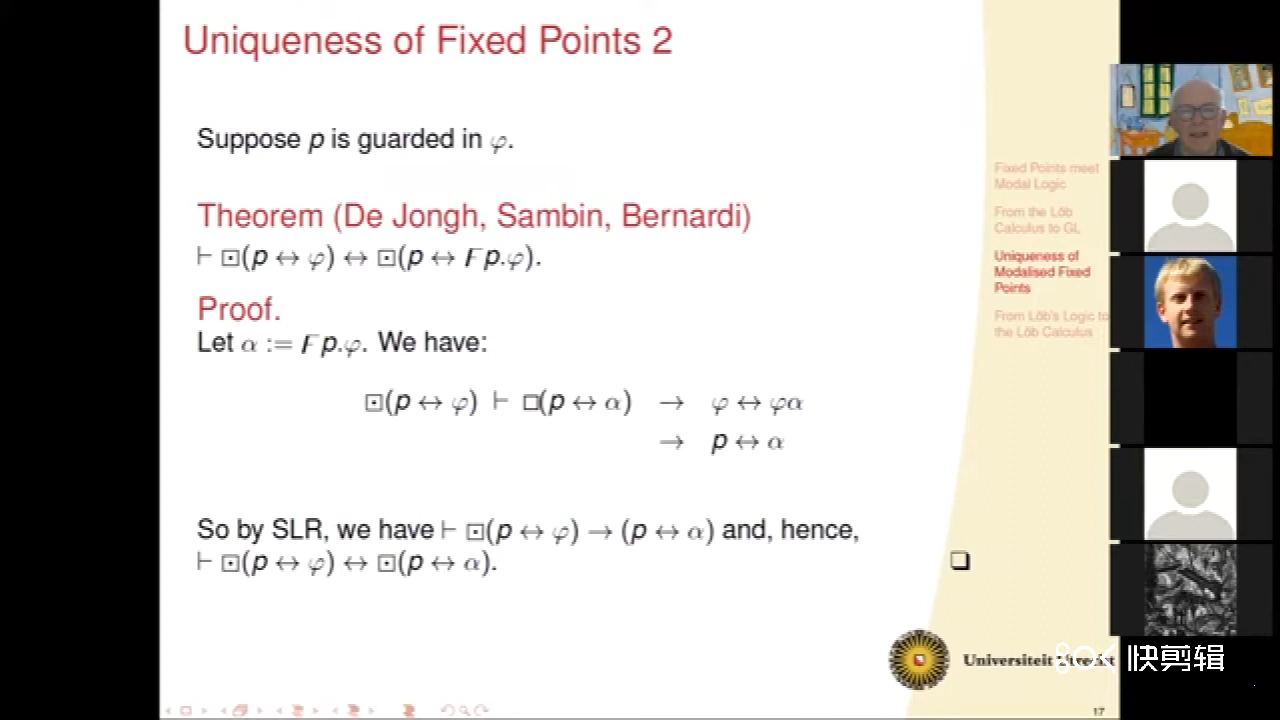 Uniqueness of Fixed Points 2
Suppose p is guarded in φ.
Theorem (De Jongh, Sambin, Bernardi)
⊢ ⊡(p ↔ φ) ↔ ⊡(p ↔ Ϝp.φ).
Proof.
Let α := Ϝp.φ. We have:
⊡(p ↔ φ) ⊢ □(p ↔ α) → φ ↔ φα
→ p ↔ α
So by SLR, we have ⊢ ⊡(p ↔ φ) → (p ↔ α) and, hence,
⊢ ⊡(p ↔ φ) ↔ ⊡(p ↔ α).
❏
Fixed Points meet
Modal Logic
From the Löb
Calculus to GL
Uniqueness of
Modalised Fixed
Points
From Löb's Logic to
the Löb Calculus
Universiteit Utrecht
快剪辑
17